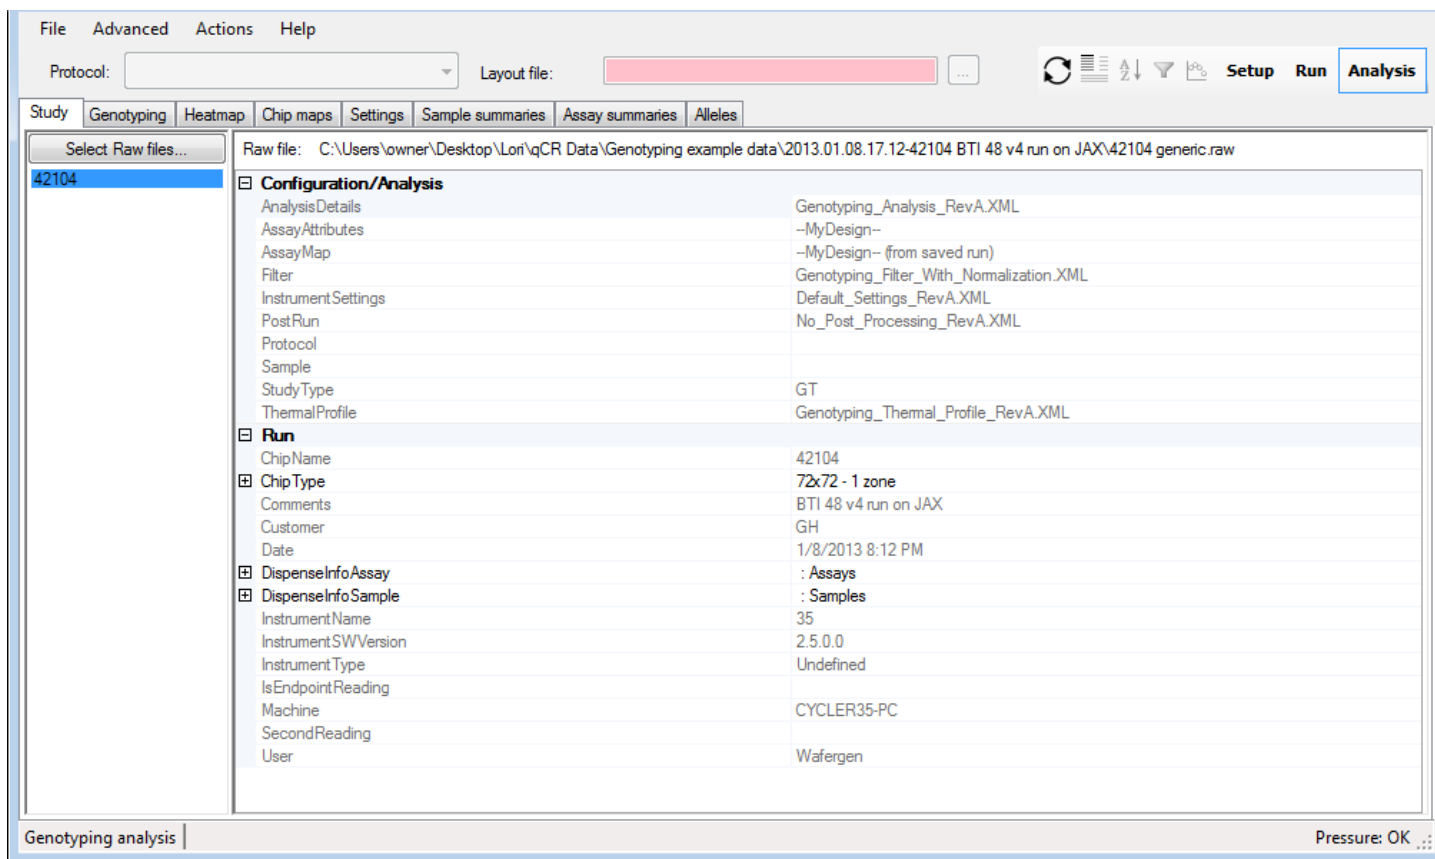 File Advanced Actions Help
Protocol: Layout file: ... Setup Run Analysis
Study Genotyping Heatmap Chip maps Settings Sample summaries Assay summaries Alleles
Select Raw files... Raw file: C:\Users\owner\Desktop\Lori\qCR Data\Genotyping example data\2013.01.08.17.12-42104 BTI 48 v4 run on JAX\42104 generic.raw
42104
Configuration/Analysis
AnalysisDetails Genotyping_Analysis_RevA.XML
AssayAttributes --MyDesign--
AssayMap --MyDesign-- (from saved run)
Filter Genotyping_Filter_With_Normalization.XML
InstrumentSettings Default_Settings_RevA.XML
PostRun No_Post_Processing_RevA.XML
Protocol
Sample
StudyType GT
ThermalProfile Genotyping_Thermal_Profile_RevA.XML
Run
ChipName 42104
ChipType 72x72 - 1 zone
Comments BTI 48 v4 run on JAX
Customer GH
Date 1/8/2013 8:12 PM
DispenseInfoAssay : Assays
DispenseInfoSample : Samples
InstrumentName 35
InstrumentSWVersion 2.5.0.0
InstrumentType Undefined
IsEndpointReading
Machine CYCLER35-PC
SecondReading
User Wafergen
Genotyping analysis Pressure: OK